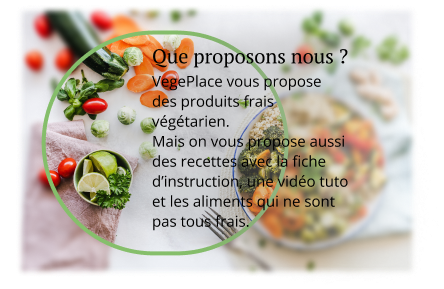 Que proposons nous ?
VegePlace vous propose
des produits frais
végétarien.
Mais on vous propose aussi
des recettes avec la fiche
d'instruction, une vidéo tuto
et les aliments qui ne sont
pas tous frais.